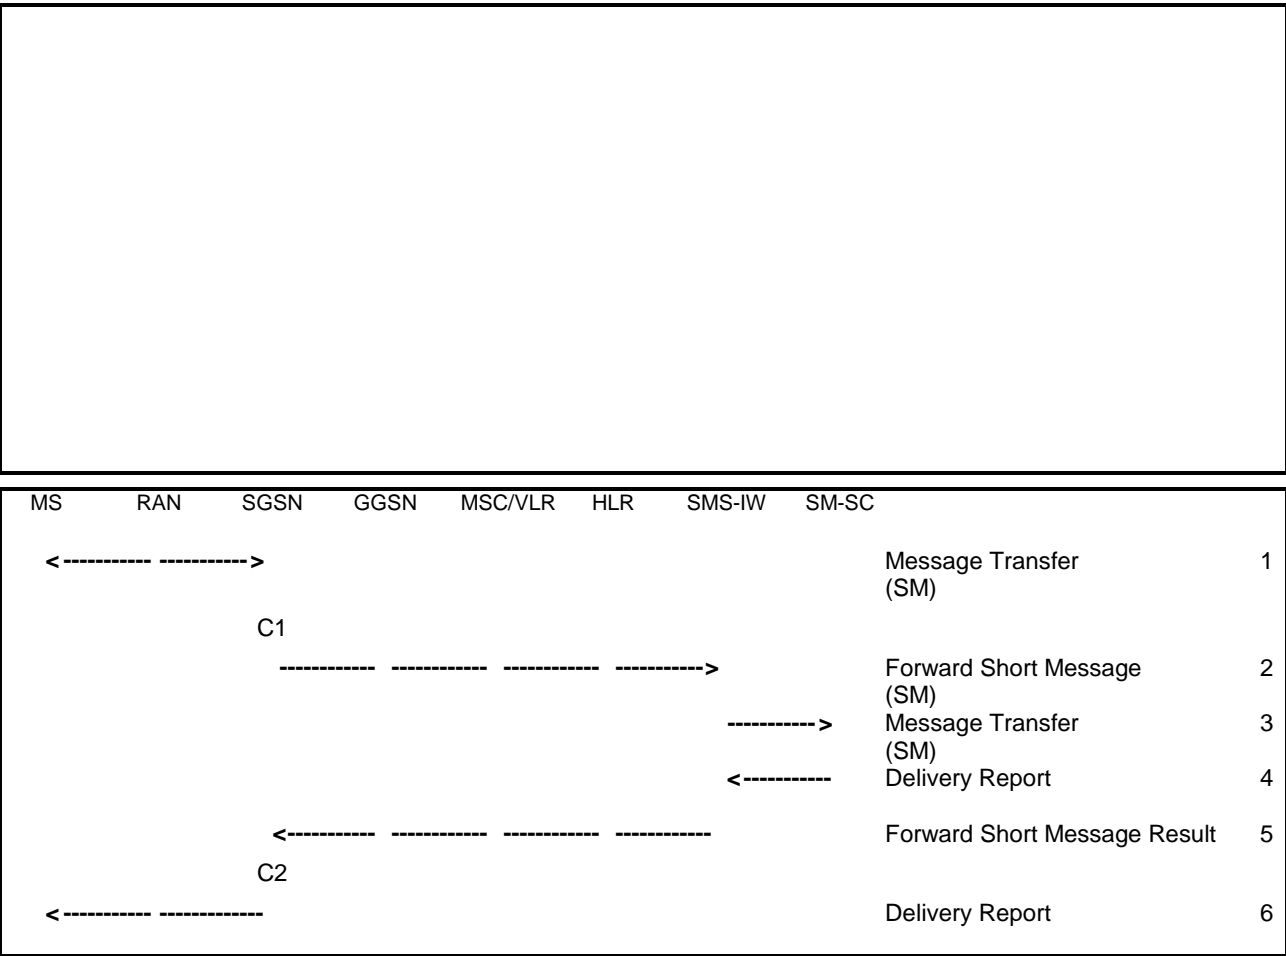 MS RAN SGSN GGSN MSC/VLR HLR SMS-IW SM-SC
Message Transfer 1
(SM)
C1
Forward Short Message 2
(SM)
Message Transfer 3
(SM)
Delivery Report 4
Forward Short Message Result 5
C2
Delivery Report 6